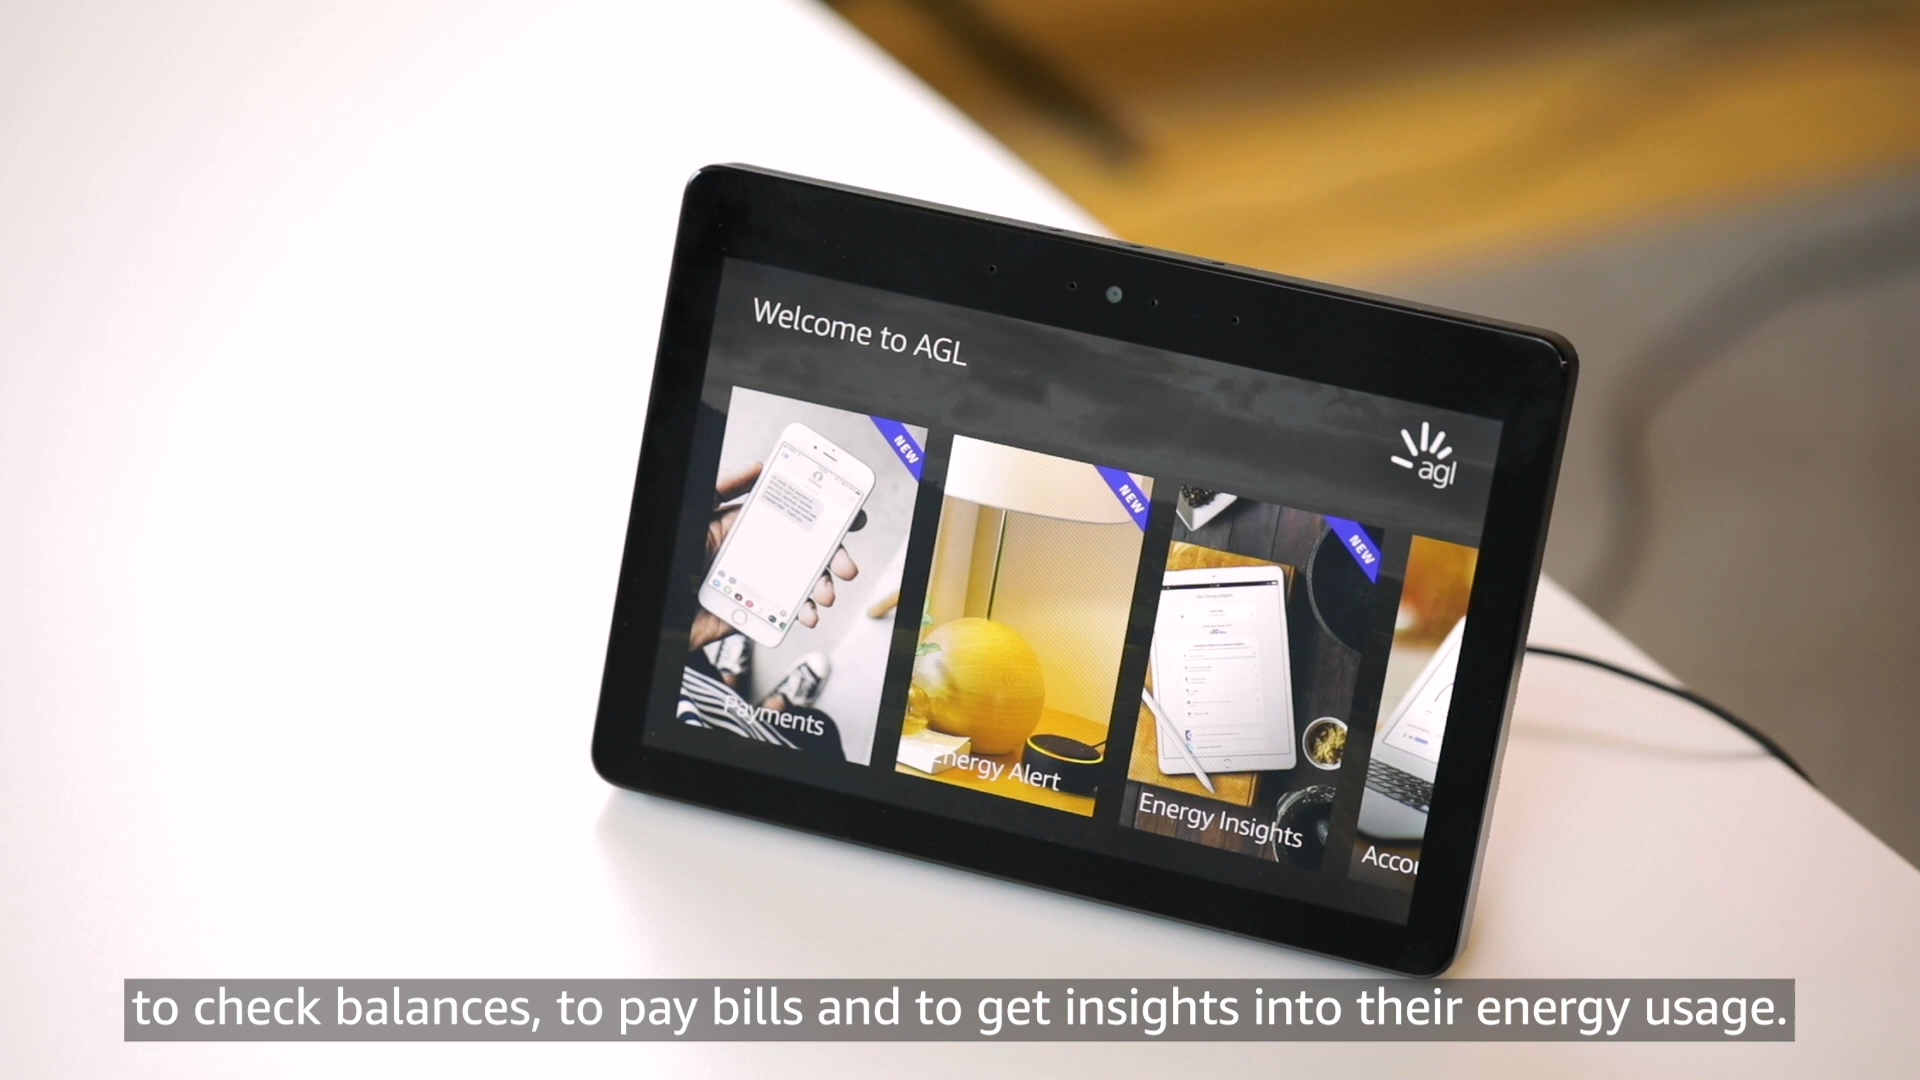 Welcome to AGL
agl
NEW
NEW
NEW
Payments
Energy Alert
Energy Insights
Accou
to check balances, to pay bills and to get insights into their energy usage.